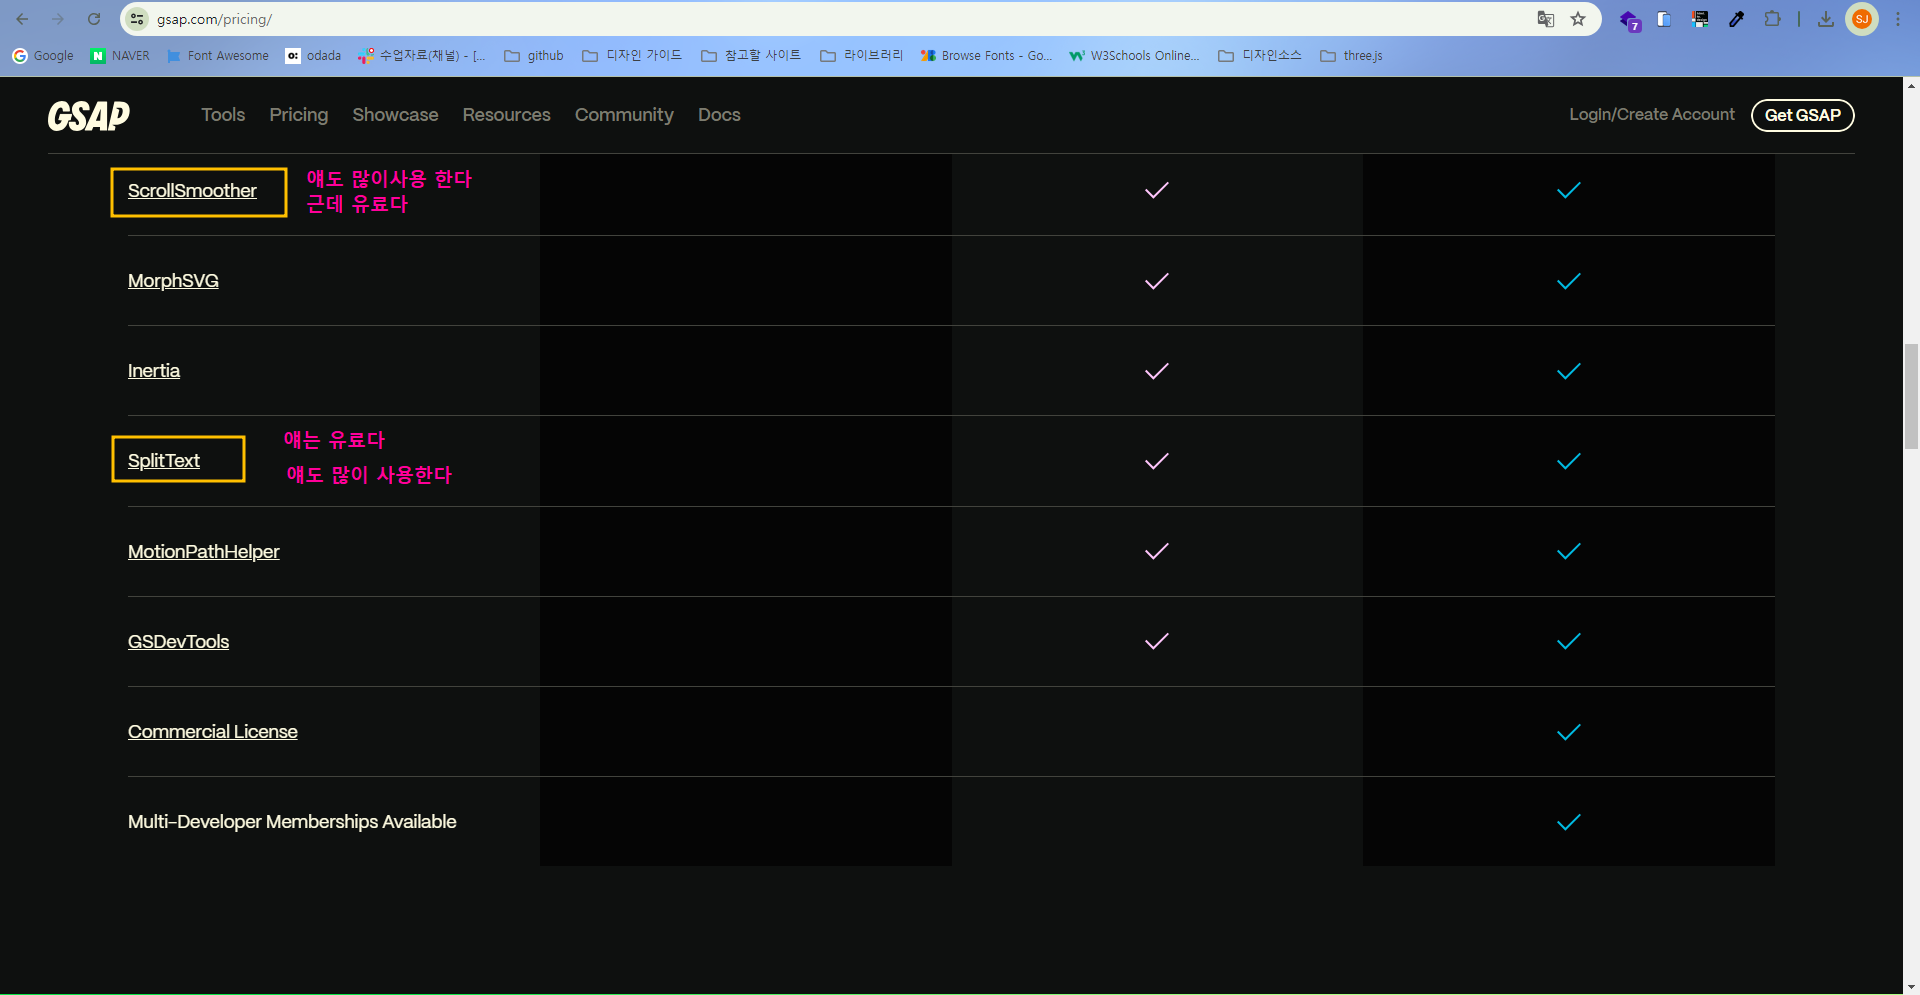 gsap.com/pricing/
7
SJ
Google
NAVER
Font Awesome
odada
수업자료(채널) - [...
github
디자인 가이드
참고할 사이트
라이브러리
Browse Fonts - Go...
W3Schools Online...
디자인소스
three.js
GSAP
Tools
Pricing
Showcase
Resources
Community
Docs
Login/Create Account
Get GSAP
ScrollSmoother
얘도 많이사용 한다
근데 유료다
MorphSVG
Inertia
얘는 유료다
SplitText
얘도 많이 사용한다
MotionPathHelper
GSDevTools
Commercial License
Multi-Developer Memberships Available